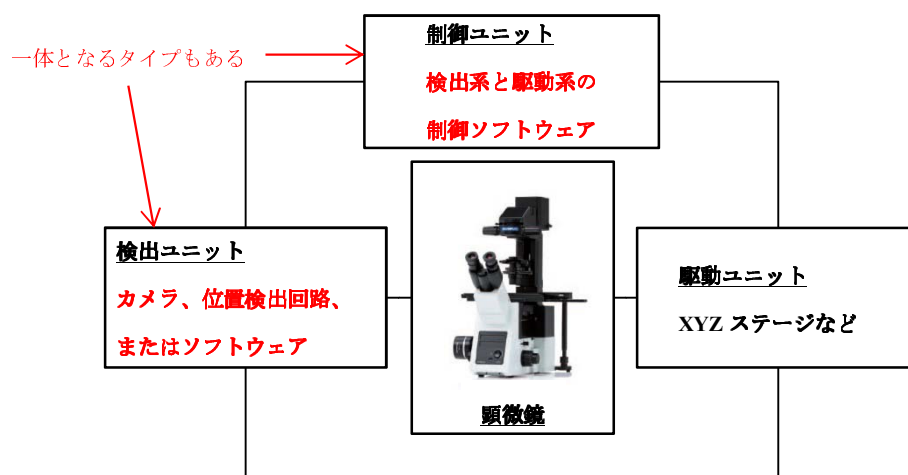 制御ユニット
検出系と駆動系の
制御ソフトウェア
一体となるタイプもある
検出ユニット
カメラ、位置検出回路、
またはソフトウェア
顕微鏡
駆動ユニット
XYZ ステージなど